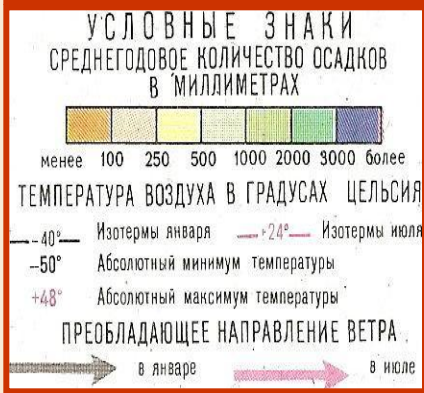 УСЛОВНЫЕ ЗНАКИ
СРЕДНЕГОДОВОЕ КОЛИЧЕСТВО ОСАДКОВ
В МИЛЛИМЕТРАХ
менее 100 250 500 1000 2000 3000 более
ТЕМПЕРАТУРА ВОЗДУХА В ГРАДУСАХ ЦЕЛЬСИЯ
-40° Изотермы января +24° Изотермы июля
-50° Абсолютный минимум температуры
+48° Абсолютный максимум температуры
ПРЕОБЛАДАЮЩЕЕ НАПРАВЛЕНИЕ ВЕТРА
в январе в июле